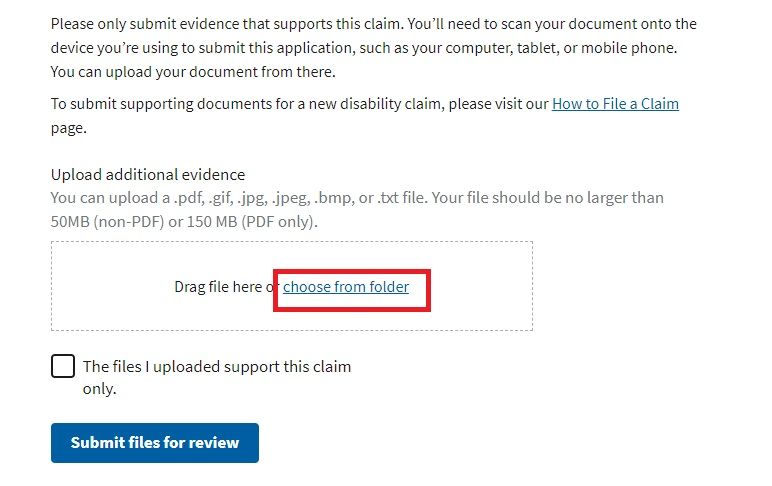 Please only submit evidence that supports this claim. You'll need to scan your document onto the
device you're using to submit this application, such as your computer, tablet, or mobile phone.
You can upload your document from there.
To submit supporting documents for a new disability claim, please visit our How to File a Claim
page.
Upload additional evidence
You can upload a .pdf, .gif, .jpg, .jpeg, .bmp, or .txt file. Your file should be no larger than
50MB (non-PDF) or 150 MB (PDF only).
Drag file here or choose from folder
The files I uploaded support this claim
only.
Submit files for review